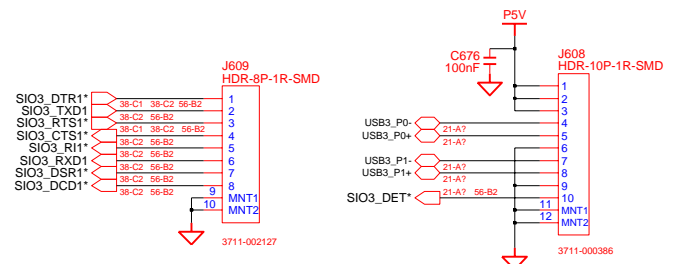 J609
HDR-8P-1R-SMD
SIO3_DTR1* 38-C1 38-C2 56-B2 1
SIO3_TXD1 38-C2 56-B2 2
SIO3_RTS1* 38-C1 38-C2 56-B2 3
SIO3_CTS1* 38-C2 56-B2 4
SIO3_RI1* 38-C2 56-B2 5
SIO3_RXD1 38-C2 56-B2 6
SIO3_DSR1* 38-C2 56-B2 7
SIO3_DCD1* 38-C2 56-B2 8
9 MNT1
10 MNT2
3711-002127
P5V
C676
100nF
J608
HDR-10P-1R-SMD
1
2
3
USB3_P0- 21-A? 4
USB3_P0+ 21-A? 5
6
USB3_P1- 21-A? 7
USB3_P1+ 21-A? 8
9
SIO3_DET* 21-A? 56-B2 10
11 MNT1
12 MNT2
3711-000386